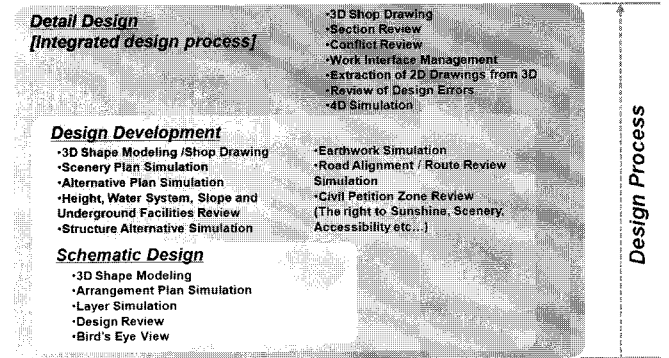 Detail Design
[Integrated design process]
•3D Shop Drawing
•Section Review
•Conflict Review
•Work Interface Management
•Extraction of 2D Drawings from 3D
•Review of Design Errors
•4D Simulation
Design Development
•3D Shape Modeling /Shop Drawing
•Scenery Plan Simulation
•Alternative Plan Simulation
•Height, Water System, Slope and
Underground Facilities Review
•Structure Alternative Simulation
•Earthwork Simulation
•Road Alignment / Route Review
Simulation
•Civil Petition Zone Review
(The right to Sunshine, Scenery,
Accessibility etc...)
Schematic Design
•3D Shape Modeling
•Arrangement Plan Simulation
•Layer Simulation
•Design Review
•Bird's Eye View
Design Process